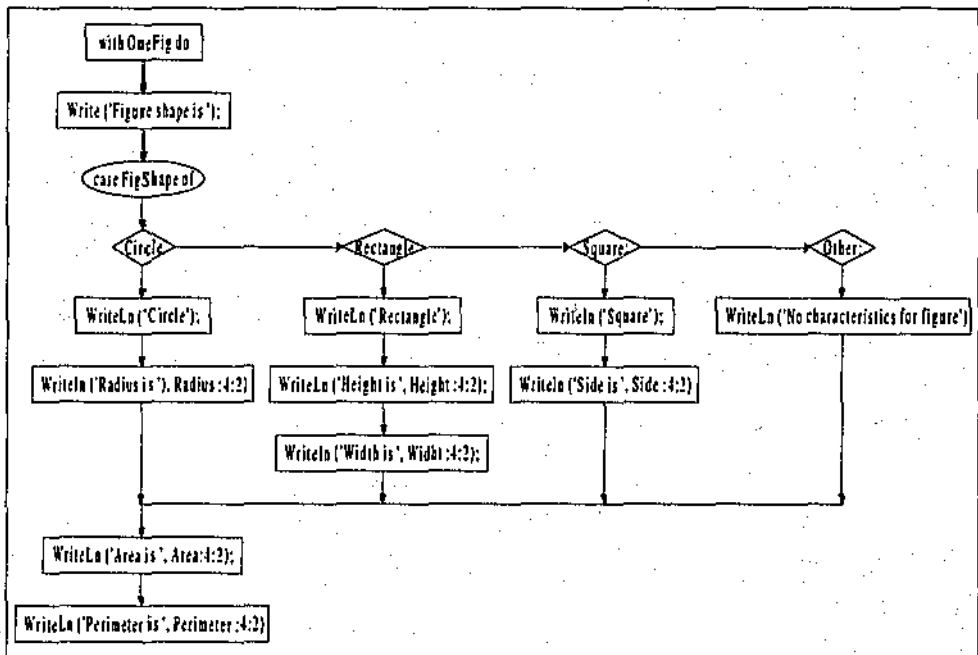 with OneFig do
Write ('Figure shape is ');
case FigShape of
Circle
Rectangle
Square:
Other:
WriteLn ('Circle');
WriteLn ('Rectangle');
Writeln ('Square');
WriteLn ('No characteristics for figure')
Writeln ('Radius is '), Radius :4:2)
WriteLn ('Height is ', Height :4:2);
Writeln ('Side is ', Side :4:2)
Writeln ('Width is ', Widht :4:2);
WriteLn ('Area is ', Area:4:2);
WriteLn ('Perimeter is ', Perimeter :4:2)